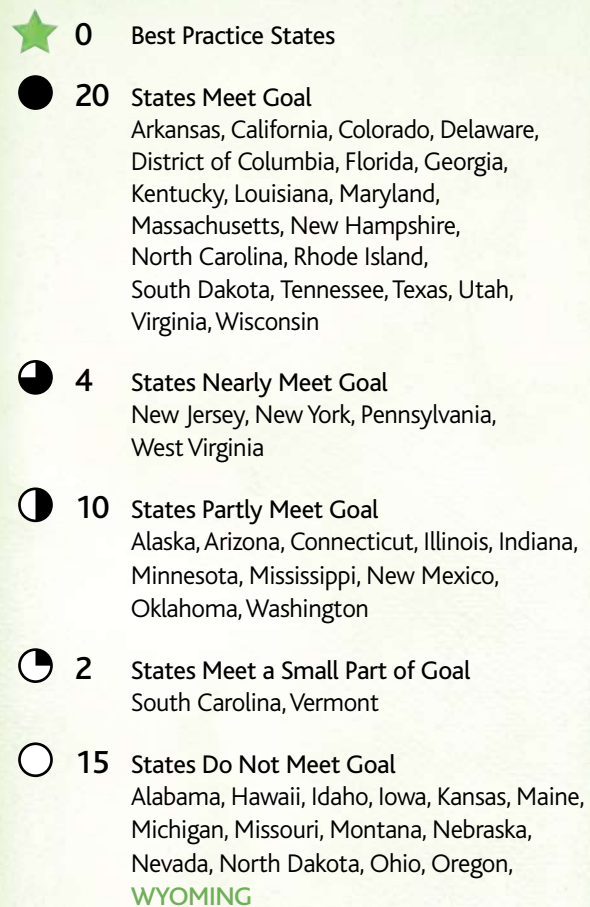 0 Best Practice States
20 States Meet Goal
Arkansas, California, Colorado, Delaware,
District of Columbia, Florida, Georgia,
Kentucky, Louisiana, Maryland,
Massachusetts, New Hampshire,
North Carolina, Rhode Island,
South Dakota, Tennessee, Texas, Utah,
Virginia, Wisconsin
4 States Nearly Meet Goal
New Jersey, New York, Pennsylvania,
West Virginia
10 States Partly Meet Goal
Alaska, Arizona, Connecticut, Illinois, Indiana,
Minnesota, Mississippi, New Mexico,
Oklahoma, Washington
2 States Meet a Small Part of Goal
South Carolina, Vermont
15 States Do Not Meet Goal
Alabama, Hawaii, Idaho, Iowa, Kansas, Maine,
Michigan, Missouri, Montana, Nebraska,
Nevada, North Dakota, Ohio, Oregon,
WYOMING